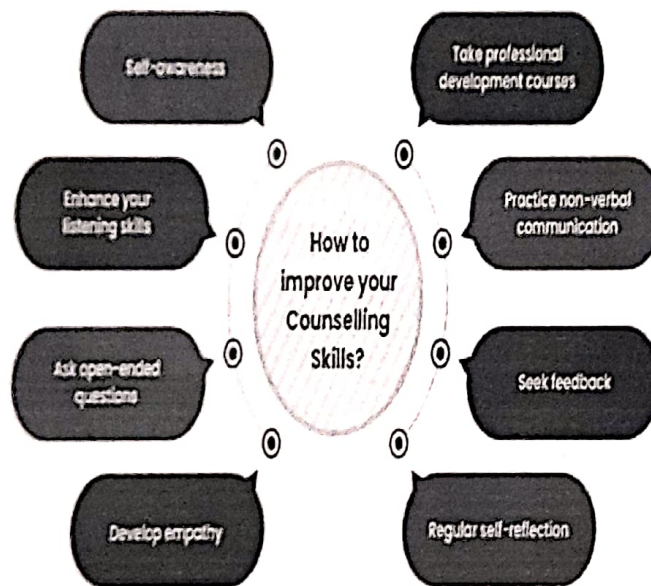 Self-awareness
Take professional
development courses
Enhance your
listening skills
Practice non-verbal
communication
How to
improve your
Counselling
Skills?
Ask open-ended
questions
Seek feedback
Develop empathy
Regular self-reflection